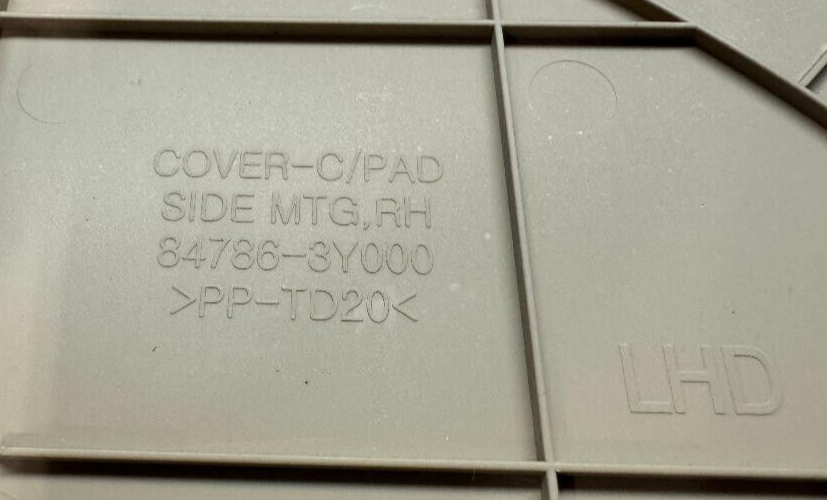 COVER-C/PAD
SIDE MTG,RH
84786-3Y000
>PP-TD20<
LHD